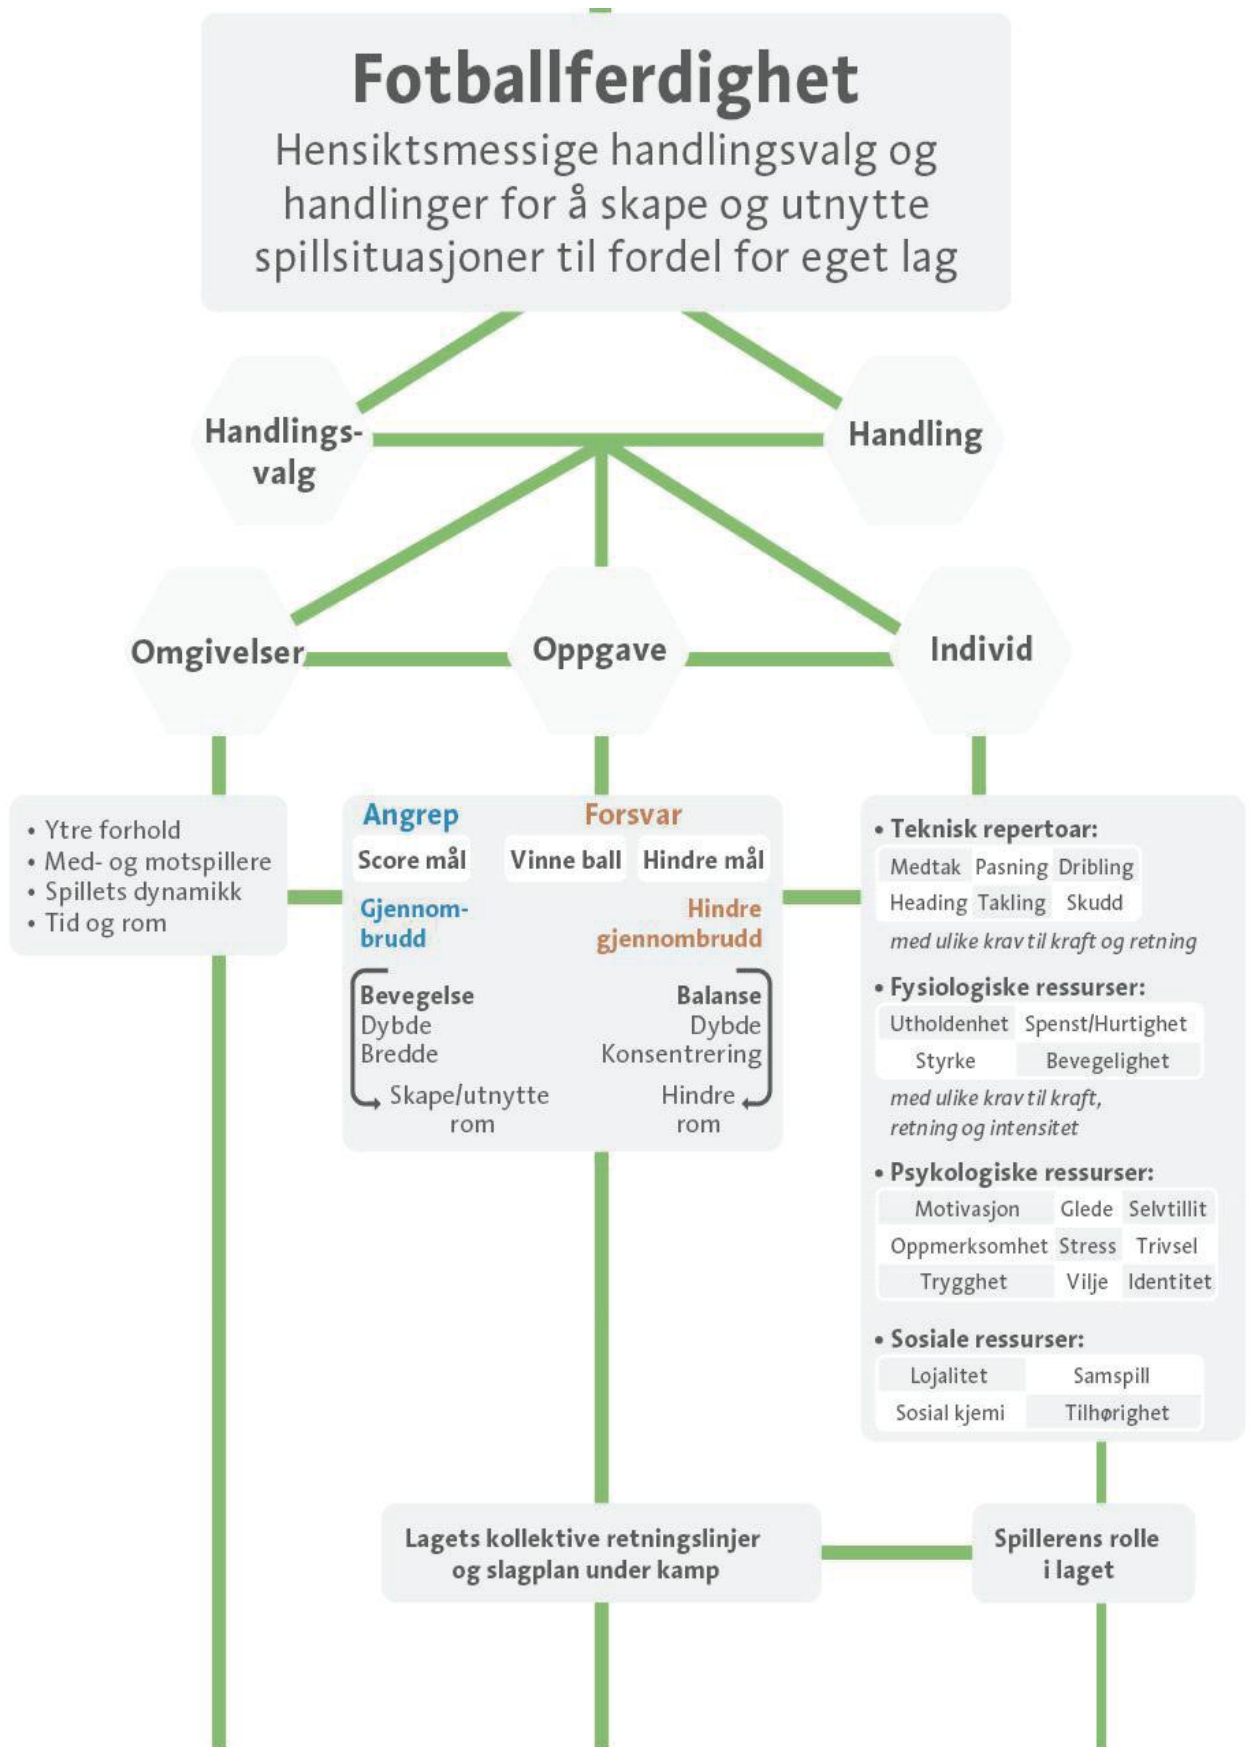 Fotballferdighet
Hensiktsmessige handlingsvalg og
handlinger for å skape og utnytte
spillsituasjoner til fordel for eget lag
Handlings-
valg
Handling
Omgivelser
Oppgave
Individ
• Ytre forhold
• Med- og motspillere
• Spillets dynamikk
• Tid og rom
Angrep
Score mål
Gjennom-
brudd
Bevegelse
Dybde
Bredde
Skape/utnytte
rom
Forsvar
Vinne ball Hindre mål
Hindre
gjennombrudd
Balanse
Dybde
Konsentrering
Hindre
rom
• Teknisk repertoar:
Medtak Pasning Dribling
Heading Takling Skudd
med ulike krav til kraft og retning
• Fysiologiske ressurser:
Utholdenhet Spenst/Hurtighet
Styrke Bevegelighet
med ulike krav til kraft,
retning og intensitet
• Psykologiske ressurser:
Motivasjon Glede Selvtillit
Oppmerksomhet Stress Trivsel
Trygghet Vilje Identitet
• Sosiale ressurser:
Lojalitet Samspill
Sosial kjemi Tilhørighet
Lagets kollektive retningslinjer
og slagplan under kamp
Spillerens rolle
i laget